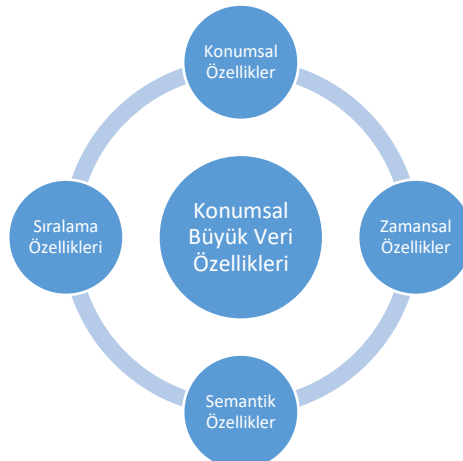 Konumsal
Özellikler
Konumsal
Büyük Veri
Özellikleri
Sıralama
Özellikleri
Zamansal
Özellikler
Semantik
Özellikler